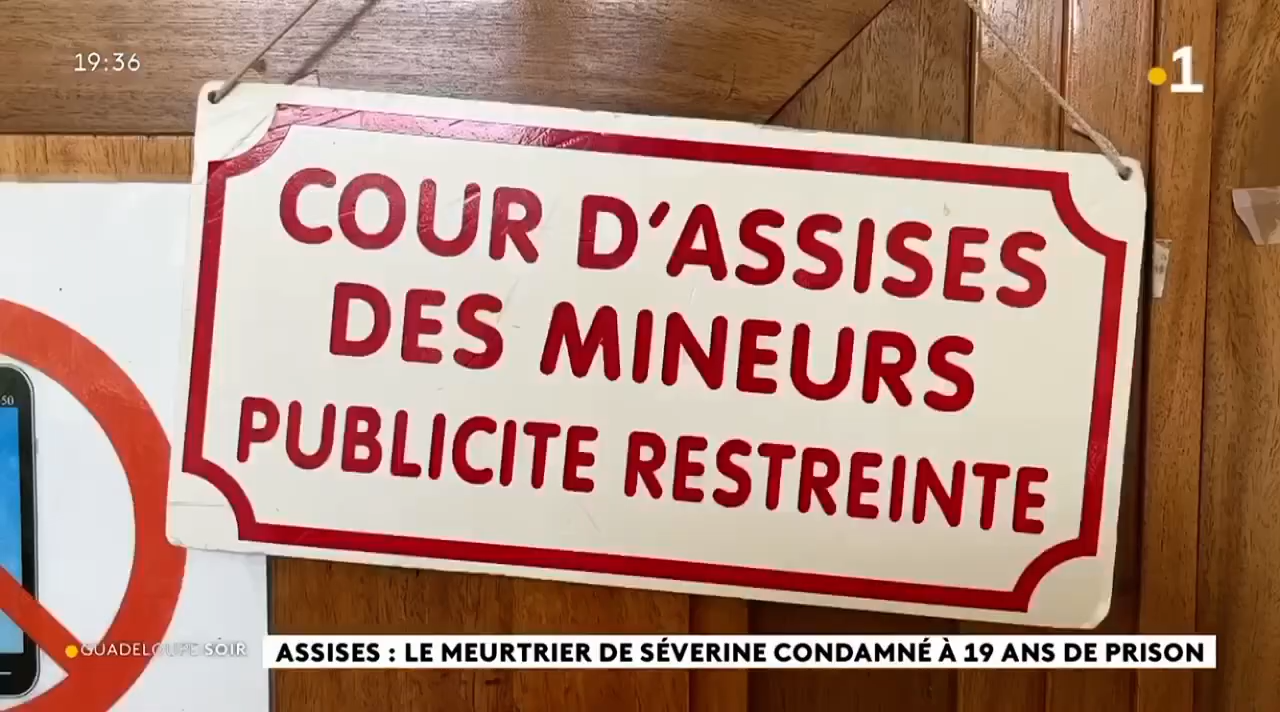 19:36
1
COUR D'ASSISES
DES MINEURS
PUBLICITE RESTREINTE
50
GUADELOUPE SOIR
ASSISES : LE MEURTRIER DE SÉVERINE CONDAMNÉ À 19 ANS DE PRISON